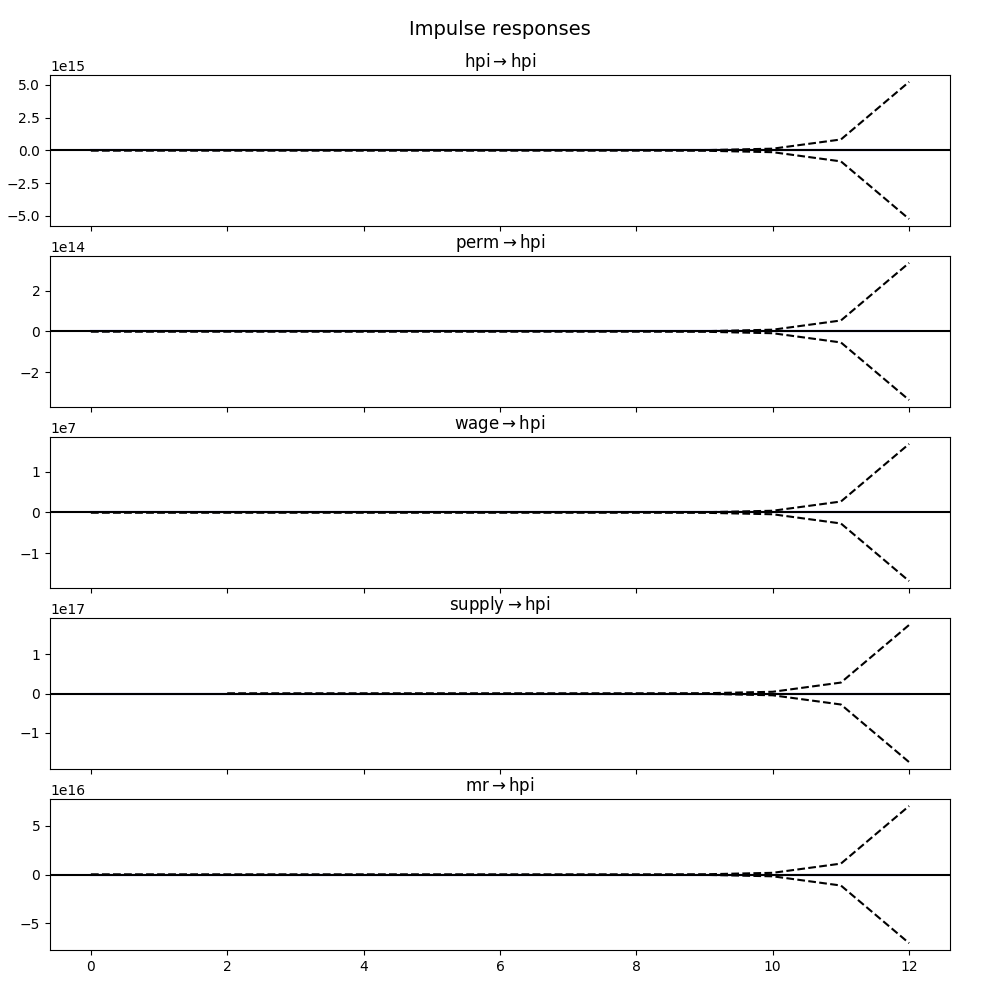 Impulse responses
1e15
hpi→hpi
5.0
2.5
0.0
−2.5
−5.0
1e14
perm→hpi
2
0
−2
1e7
wage→hpi
1
0
−1
1e17
supply→hpi
1
0
−1
1e16
mr→hpi
5
0
−5
0 2 4 6 8 10 12